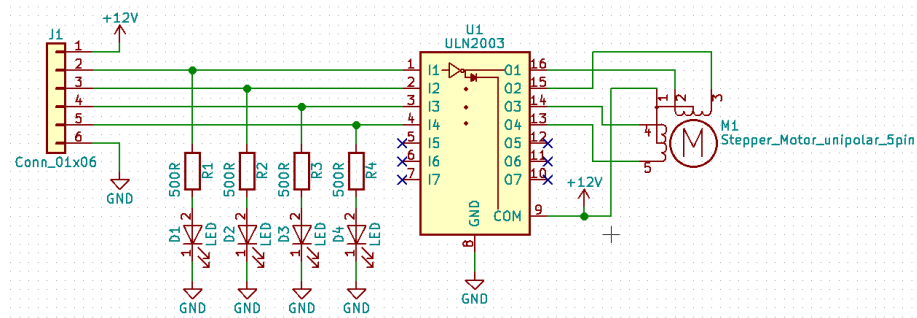 +12V
J1
1
2
3
4
5
6
Conn_01x06
GND
500R
R1
500R
R2
500R
R3
500R
R4
2
D1
LED
1
2
D2
LED
1
2
D3
LED
1
2
D4
LED
1
GND
GND
GND
GND
U1
ULN2003
1
I1
2
I2
3
I3
4
I4
5
I5
6
I6
7
I7
O1
16
O2
15
O3
14
O4
13
O5
12
O6
11
O7
10
COM
9
GND
8
GND
+12V
1
2
3
4
5
M
M1
Stepper_Motor_unipolar_5pin